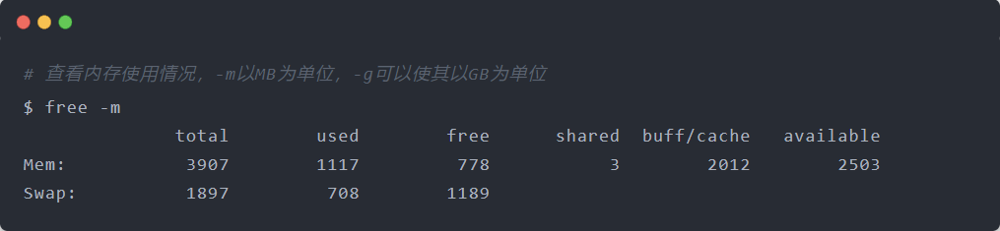 # 查看内存使用情况，-m以MB为单位，-g可以使其以GB为单位
$ free -m
              total        used        free      shared  buff/cache   available
Mem:           3907        1117         778           3        2012        2503
Swap:          1897         708        1189